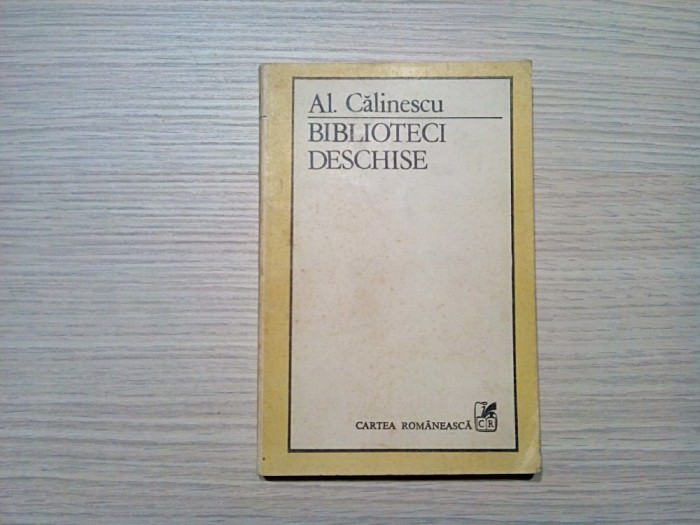 Al. Călinescu
BIBLIOTECI
DESCHISE
CARTEA ROMÂNEASCĂ
CR